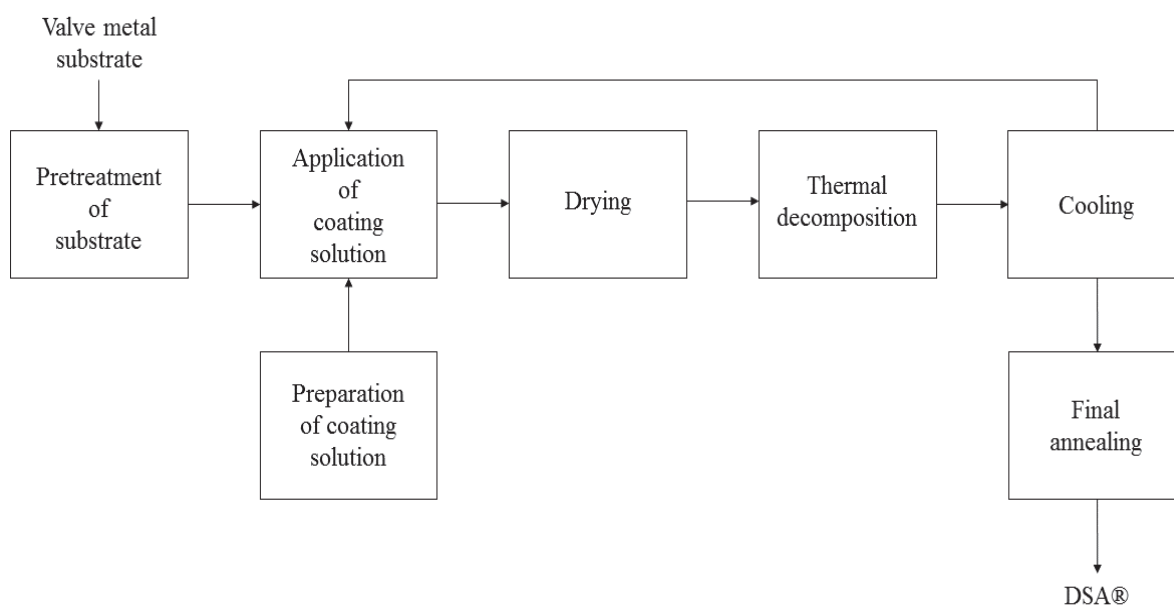 Valve metal
substrate
Pretreatment
of
substrate
Application
of
coating
solution
Drying
Thermal
decomposition
Cooling
Preparation
of coating
solution
Final
annealing
DSA®